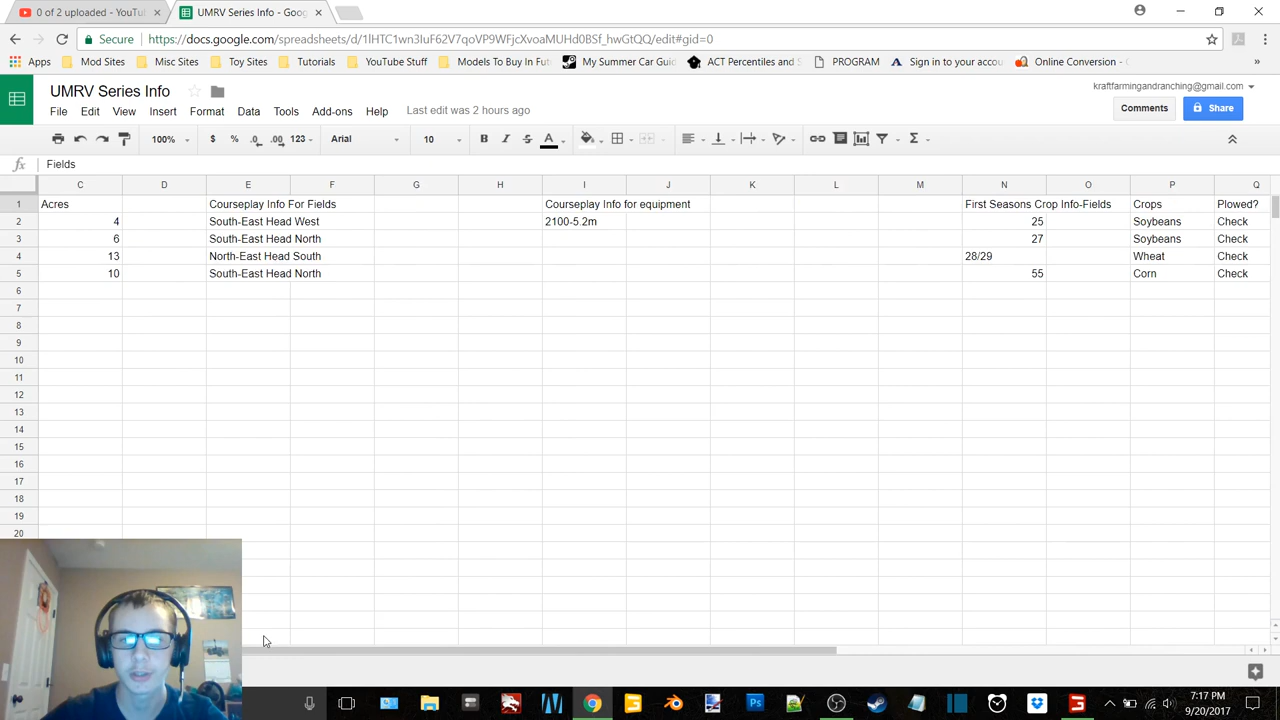 0 of 2 uploaded - YouTu
UMRV Series Info - Goog
Secure
https://docs.google.com/spreadsheets/d/1lHTC1wn3IuF62V7qoVP9WFjcXvoaMUHd0BSf_hwGtQQ/edit#gid=0
Apps Mod Sites Misc Sites Toy Sites Tutorials YouTube Stuff Models To Buy In Fut My Summer Car Guid ACT Percentiles and S PROGRAM Sign in to your accou Online Conversion - C
UMRV Series Info
kraftfarmingandranching@gmail.com
File Edit View Insert Format Data Tools Add-ons Help Last edit was 2 hours ago
Comments Share
100% $ % .0 .00 123 Arial 10 B I S A Σ
fx Fields
C D E F G H I J K L M N O P Q
1 Acres Courseplay Info For Fields Courseplay Info for equipment First Seasons Crop Info-Fields Crops Plowed?
2 4 South-East Head West 2100-5.2m 25 Soybeans Check
3 6 South-East Head North 27 Soybeans Check
4 13 North-East Head South 28/29 Wheat Check
5 10 South-East Head North 55 Corn Check
6
7
8
9
10
11
12
13
14
15
16
17
18
19
20
7:17 PM
9/20/2017